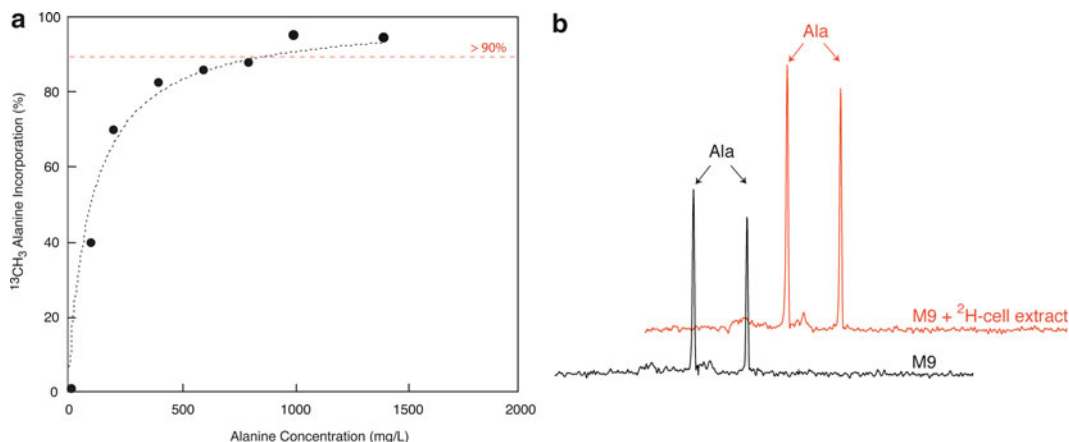 a
100
80
60
40
20
0
¹³CH₃ Alanine Incorporation (%)
> 90%
0
500
1000
1500
2000
Alanine Concentration (mg/L)
b
Ala
Ala
M9 + ²H-cell extract
M9